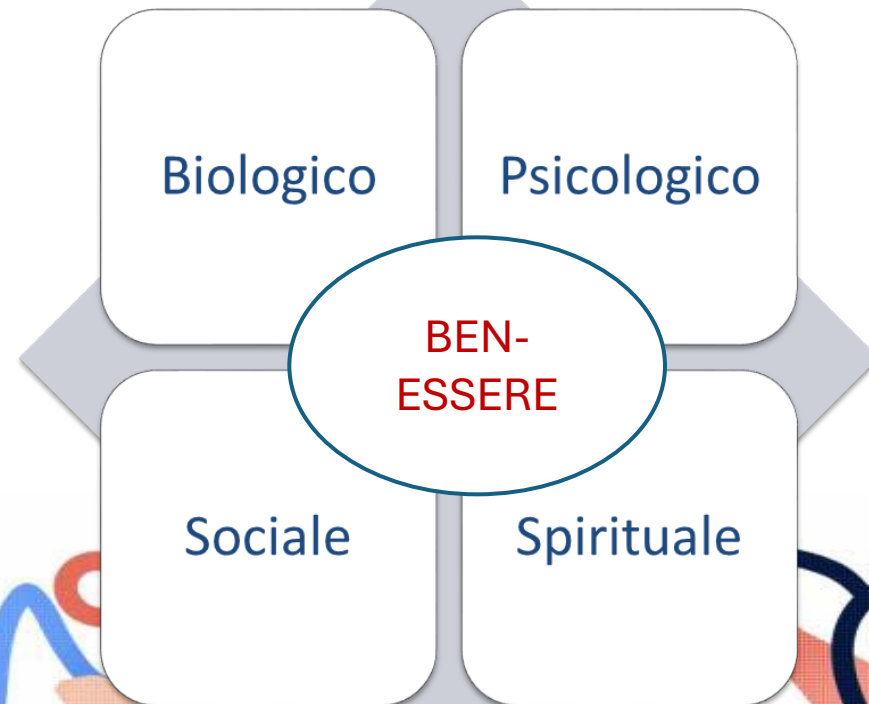 Biologico
Psicologico
BEN-
ESSERE
Sociale
Spirituale